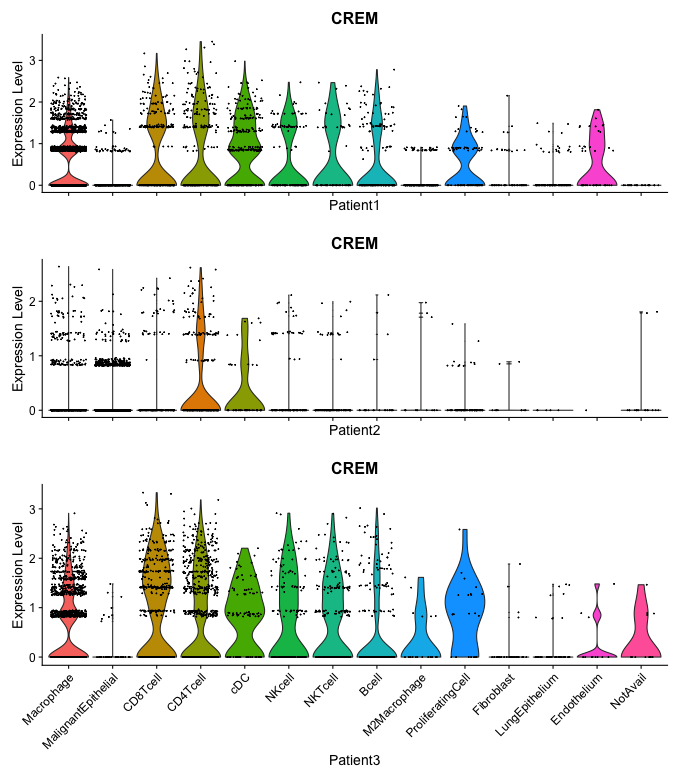 CREM
Expression Level
3
2
1
0
Patient1
CREM
Expression Level
2
1
0
Patient2
CREM
Expression Level
3
2
1
0
Macrophage
MalignantEpithelial
CD8Tcell
CD4Tcell
cDC
NKcell
NKTcell
Bcell
M2Macrophage
ProliferatingCell
Fibroblast
LungEpithelium
Endothelium
NotAvail
Patient3